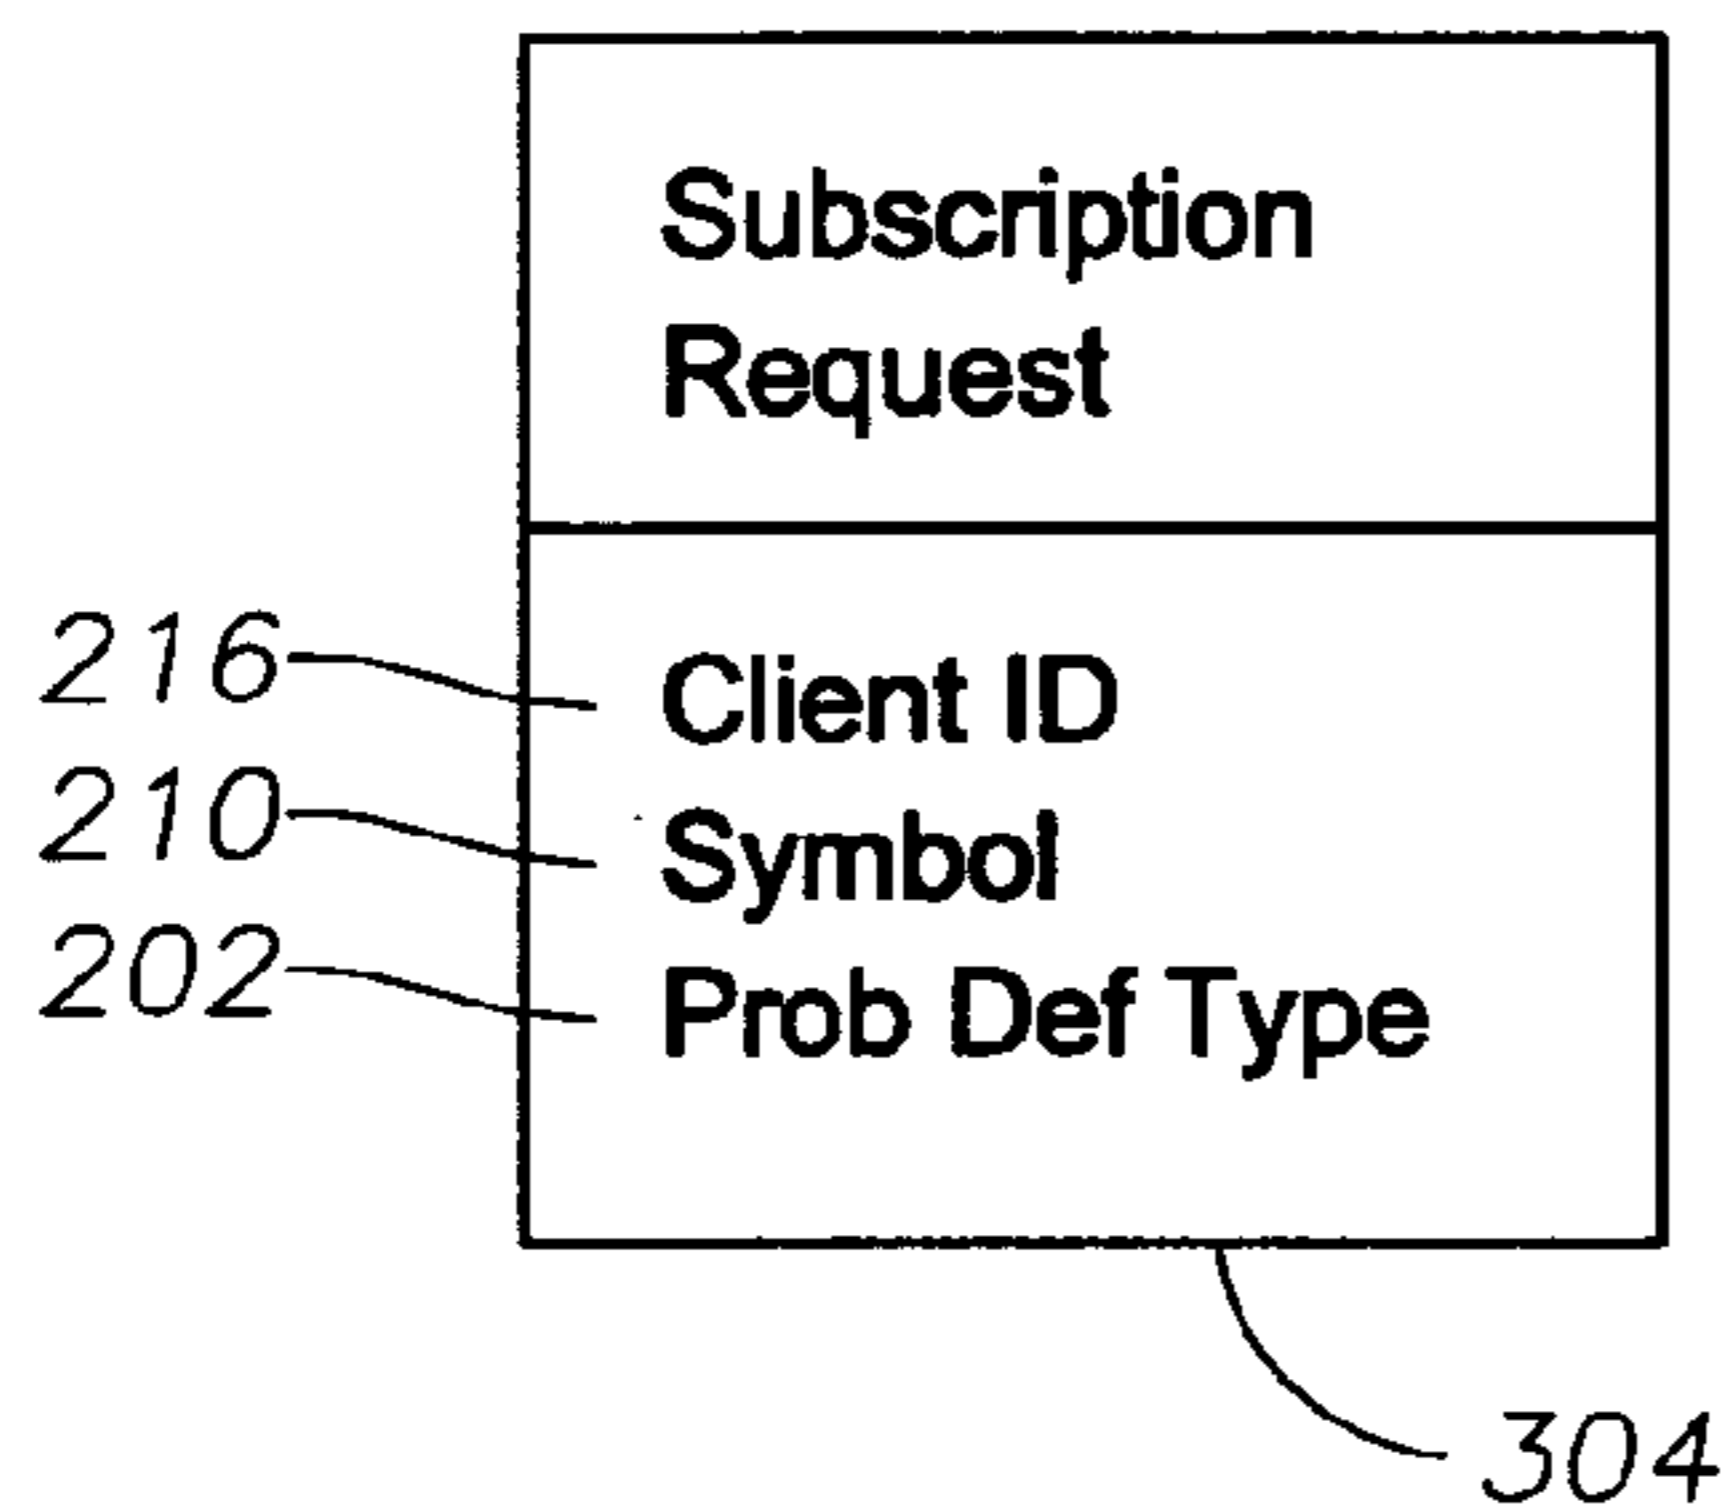 Subscription
Request
216 Client ID
210 Symbol
202 Prob Def Type
304